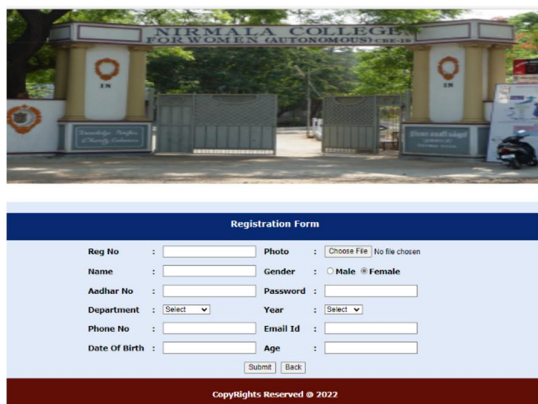 NIRMALA COLLEGE
FOR WOMEN (AUTONOMOUS) CBE-18
Registration Form
Reg No : Photo : Choose File No file chosen
Name : Gender : Male Female
Aadhar No : Password :
Department : Select Year : Select
Phone No : Email Id :
Date Of Birth : Age :
Submit Back
CopyRights Reserved @ 2022